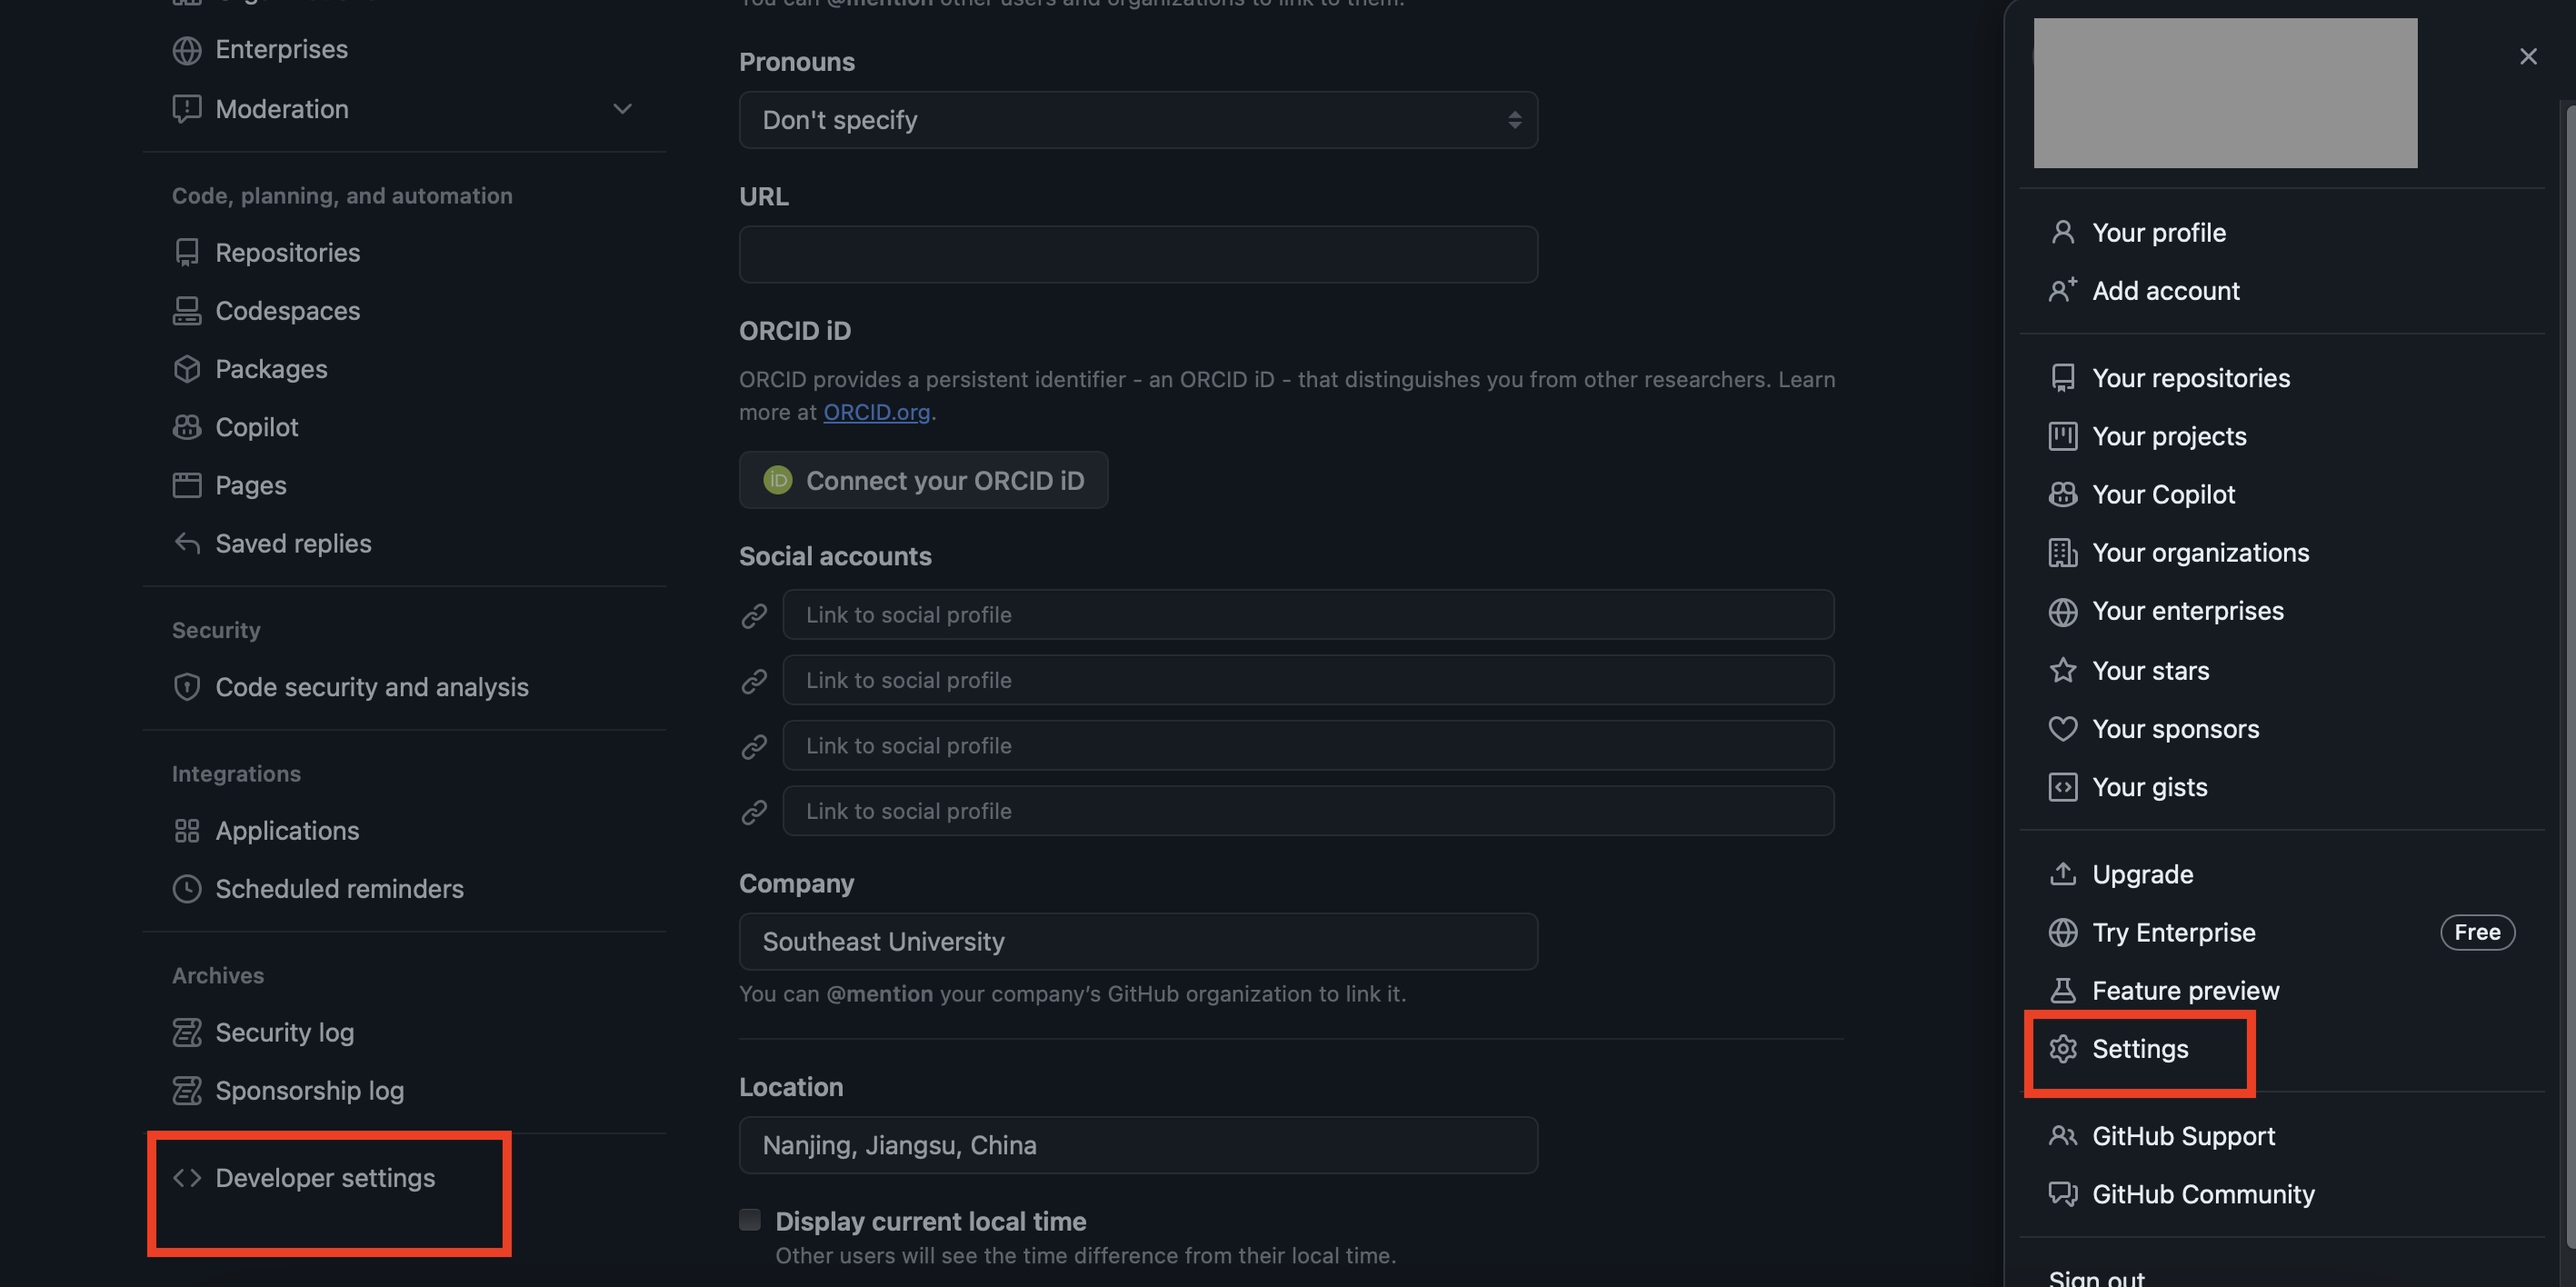 Enterprises
Moderation
Code, planning, and automation
Repositories
Codespaces
Packages
Copilot
Pages
Saved replies
Security
Code security and analysis
Integrations
Applications
Scheduled reminders
Archives
Security log
Sponsorship log
Developer settings
You can @mention other users and organizations to link to them.
Pronouns
Don't specify
URL
ORCID iD
ORCID provides a persistent identifier - an ORCID iD - that distinguishes you from other researchers. Learn
more at ORCID.org.
iD Connect your ORCID iD
Social accounts
Link to social profile
Link to social profile
Link to social profile
Link to social profile
Company
Southeast University
You can @mention your company’s GitHub organization to link it.
Location
Nanjing, Jiangsu, China
Display current local time
Other users will see the time difference from their local time.
Your profile
Add account
Your repositories
Your projects
Your Copilot
Your organizations
Your enterprises
Your stars
Your sponsors
Your gists
Upgrade
Try Enterprise Free
Feature preview
Settings
GitHub Support
GitHub Community
Sign out